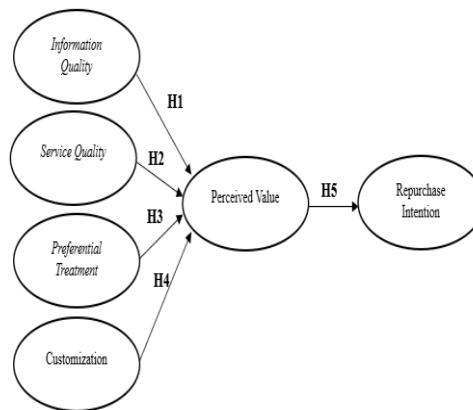 Information
Quality
H1
Service Quality
H2
Perceived Value
H5
Repurchase
Intention
H3
Preferential
Treatment
H4
Customization